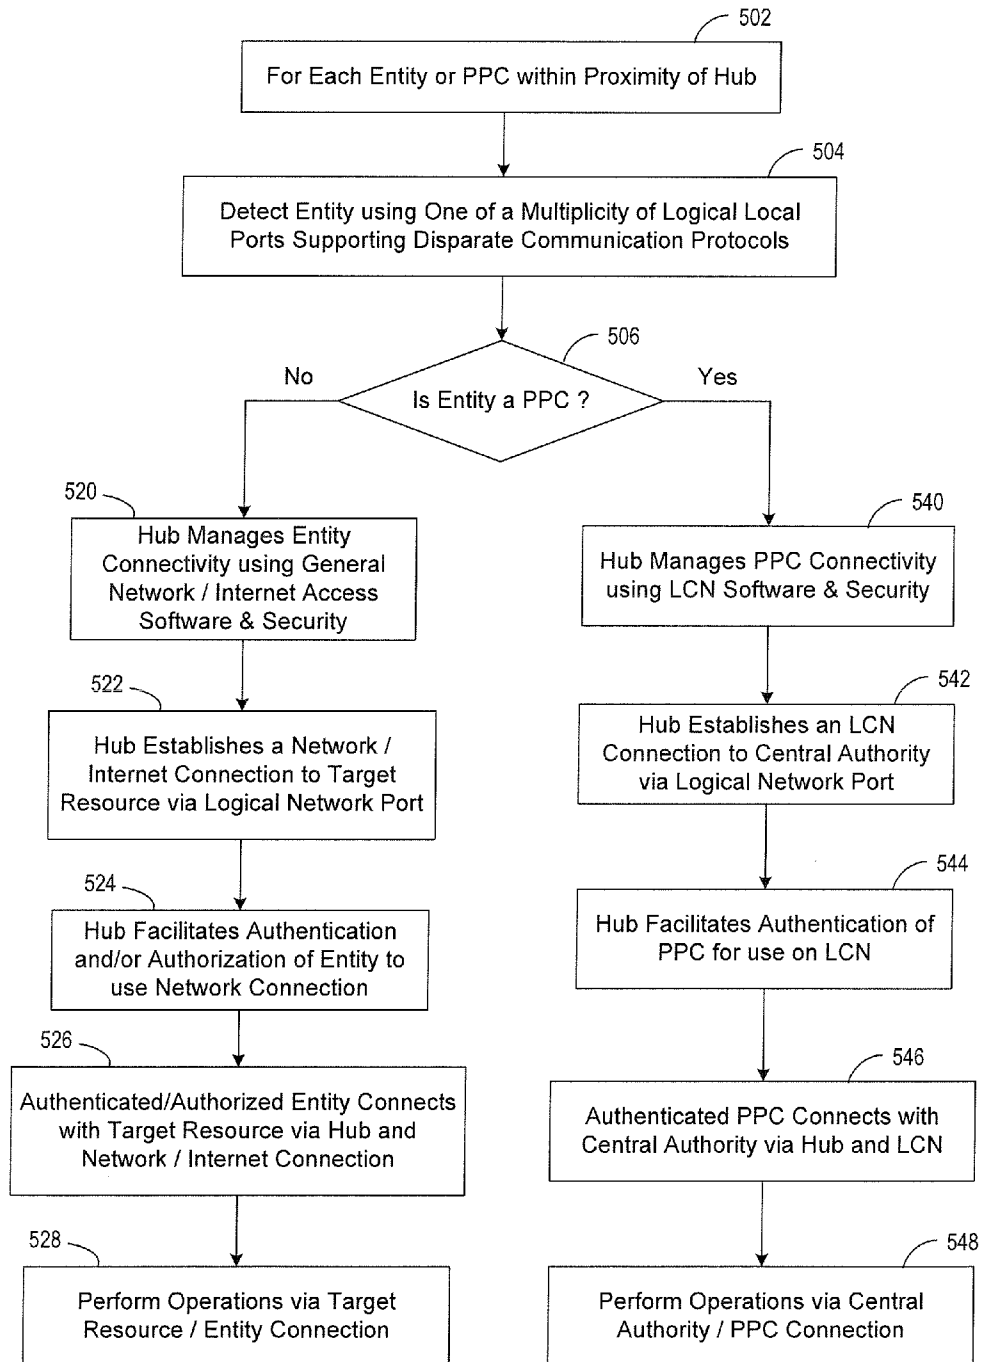 502
For Each Entity or PPC within Proximity of Hub
504
Detect Entity using One of a Multiplicity of Logical Local
Ports Supporting Disparate Communication Protocols
506
No
Is Entity a PPC ?
Yes
520
Hub Manages Entity
Connectivity using General
Network / Internet Access
Software & Security
540
Hub Manages PPC Connectivity
using LCN Software & Security
522
Hub Establishes a Network /
Internet Connection to Target
Resource via Logical Network Port
542
Hub Establishes an LCN
Connection to Central Authority
via Logical Network Port
524
Hub Facilitates Authentication
and/or Authorization of Entity to
use Network Connection
544
Hub Facilitates Authentication of
PPC for use on LCN
526
Authenticated/Authorized Entity Connects
with Target Resource via Hub and
Network / Internet Connection
546
Authenticated PPC Connects with
Central Authority via Hub and LCN
528
Perform Operations via Target
Resource / Entity Connection
548
Perform Operations via Central
Authority / PPC Connection